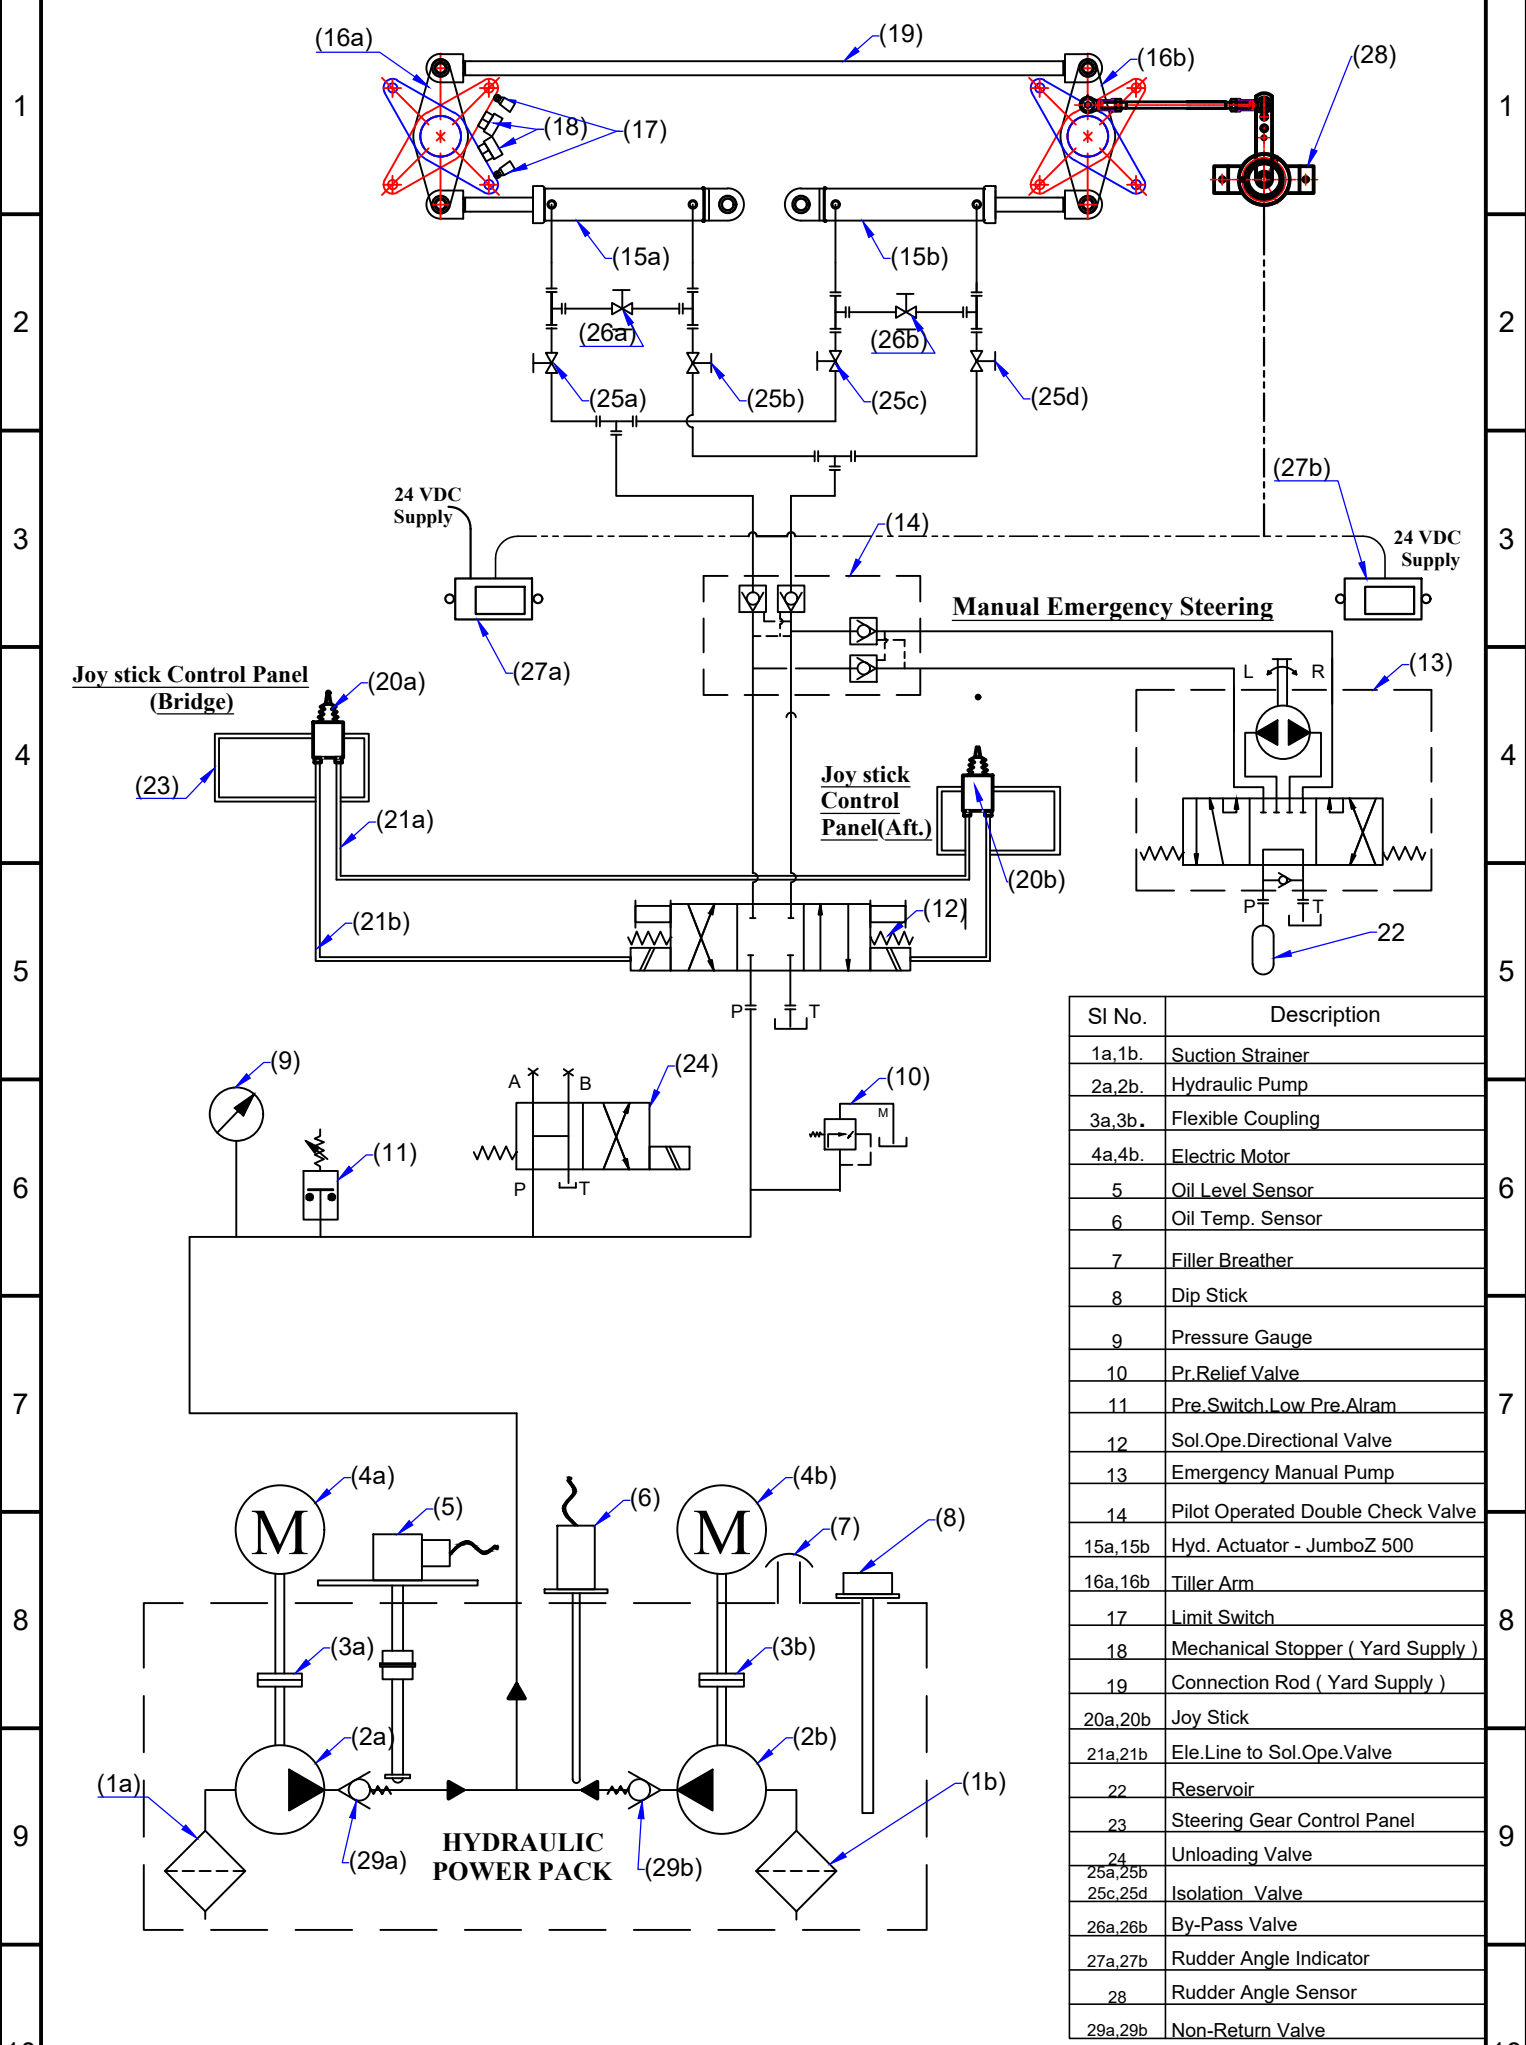 (16a)
(19)
(16b)
(28)
1
1
(18)
(17)
(15a)
(15b)
2
2
(26a)
(26b)
(25a)
(25b)
(25c)
(25d)
(27b)
24 VDC
Supply
(14)
3
3
24 VDC
Supply
Manual Emergency Steering
(27a)
Joy stick Control Panel
(Bridge)
(20a)
L
R
(13)
4
4
(23)
Joy stick
Control
Panel(Aft.)
(21a)
(20b)
(21b)
(12)
P
T
22
5
5
P
T
Sl No.
Description
1a,1b.
Suction Strainer
2a,2b.
Hydraulic Pump
3a,3b.
Flexible Coupling
4a,4b.
Electric Motor
5
Oil Level Sensor
6
Oil Temp. Sensor
7
Filler Breather
8
Dip Stick
9
Pressure Gauge
10
Pr.Relief Valve
11
Pre.Switch.Low Pre.Alram
12
Sol.Ope.Directional Valve
13
Emergency Manual Pump
14
Pilot Operated Double Check Valve
15a,15b
Hyd. Actuator - JumboZ 500
16a,16b
Tiller Arm
17
Limit Switch
18
Mechanical Stopper ( Yard Supply )
19
Connection Rod ( Yard Supply )
20a,20b
Joy Stick
21a,21b
Ele.Line to Sol.Ope.Valve
22
Reservoir
23
Steering Gear Control Panel
24
Unloading Valve
25a,25b
25c,25d
Isolation Valve
26a,26b
By-Pass Valve
27a,27b
Rudder Angle Indicator
28
Rudder Angle Sensor
29a,29b
Non-Return Valve
(9)
A
B
(24)
(10)
M
(11)
P
T
6
6
7
7
(4a)
(5)
(6)
(4b)
(7)
(8)
M
M
8
8
(3a)
(3b)
(2a)
(2b)
(1a)
(1b)
9
9
HYDRAULIC
POWER PACK
(29a)
(29b)